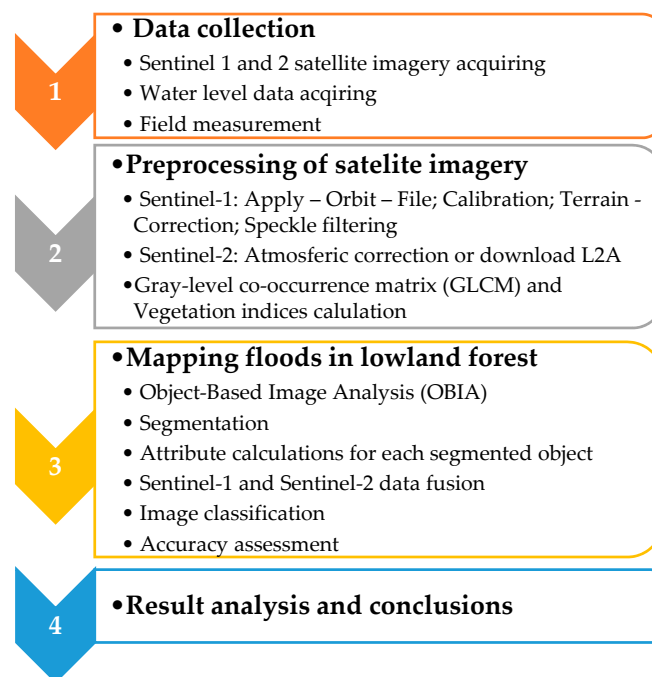 • Data collection
• Sentinel 1 and 2 satellite imagery acquiring
• Water level data acqiring
• Field measurement
1
•Preprocessing of satelite imagery
• Sentinel-1: Apply – Orbit – File; Calibration; Terrain -
Correction; Speckle filtering
• Sentinel-2: Atmosferic correction or download L2A
•Gray-level co-occurrence matrix (GLCM) and
Vegetation indices calulation
2
•Mapping floods in lowland forest
• Object-Based Image Analysis (OBIA)
• Segmentation
• Attribute calculations for each segmented object
• Sentinel-1 and Sentinel-2 data fusion
• Image classification
• Accuracy assessment
3
•Result analysis and conclusions
4